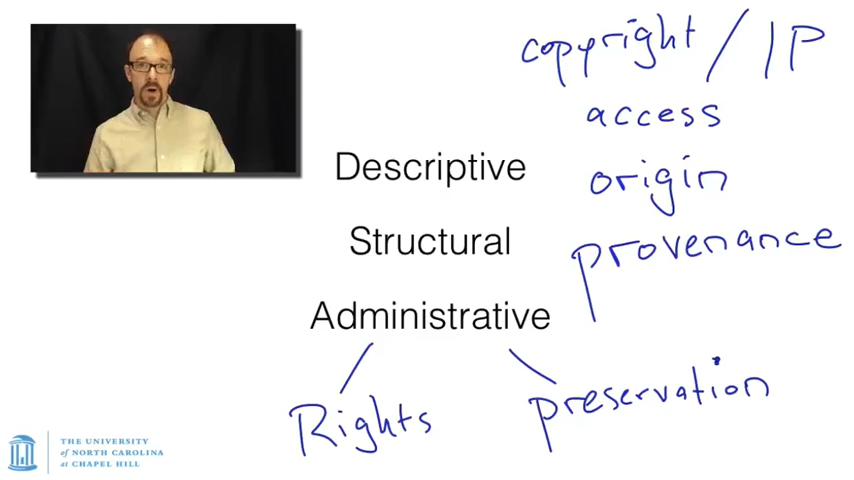 copyright / IP
access
Descriptive
origin
Structural
provenance
Administrative
Rights
preservation
THE UNIVERSITY
of NORTH CAROLINA
at CHAPEL HILL